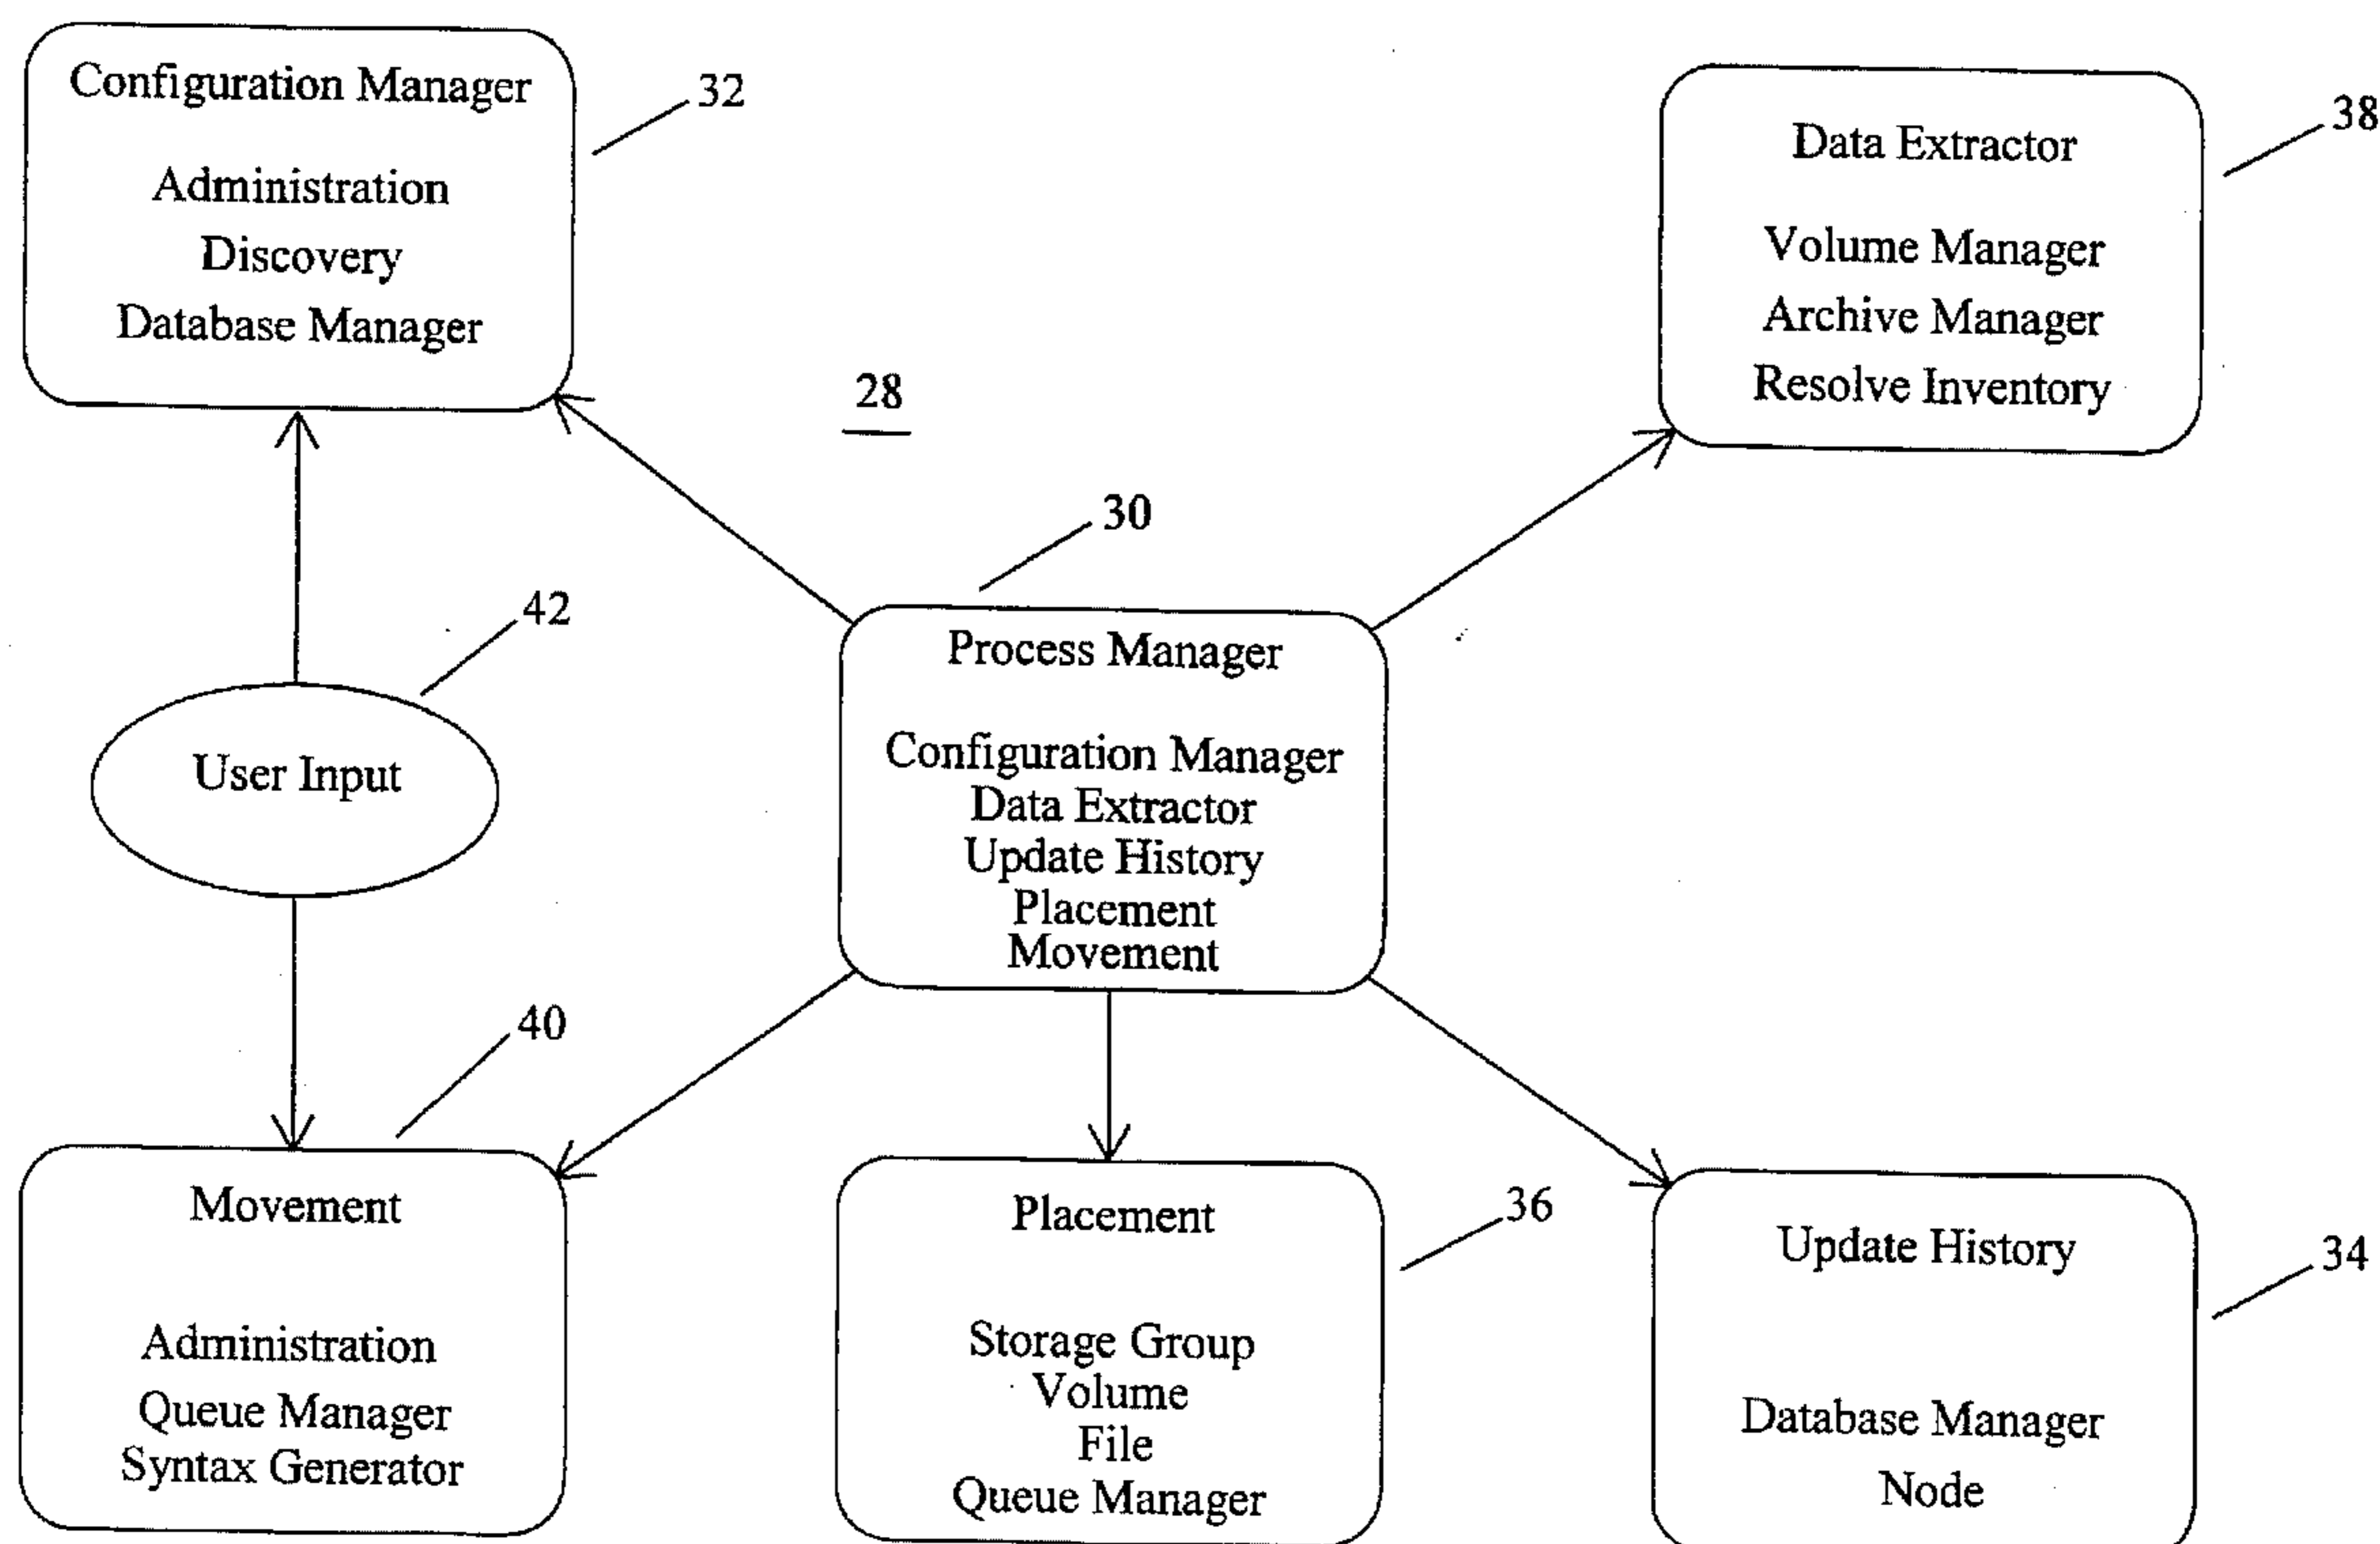 Configuration Manager
Administration
Discovery
Database Manager
32
Data Extractor
Volume Manager
Archive Manager
Resolve Inventory
38
28
30
42
User Input
Process Manager
Configuration Manager
Data Extractor
Update History
Placement
Movement
40
Movement
Administration
Queue Manager
Syntax Generator
Placement
Storage Group
Volume
File
Queue Manager
36
Update History
Database Manager
Node
34